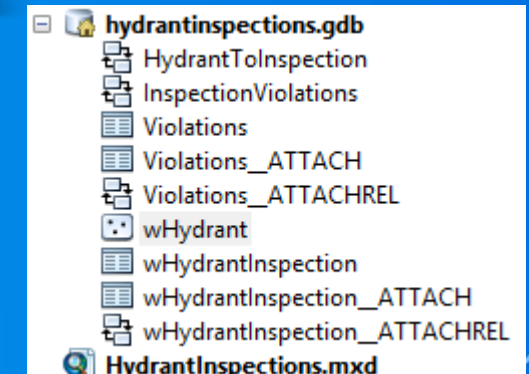 hydrantinspections.gdb
HydrantToInspection
InspectionViolations
Violations
Violations__ATTACH
Violations__ATTACHREL
wHydrant
wHydrantInspection
wHydrantInspection__ATTACH
wHydrantInspection__ATTACHREL
HydrantInspections.mxd